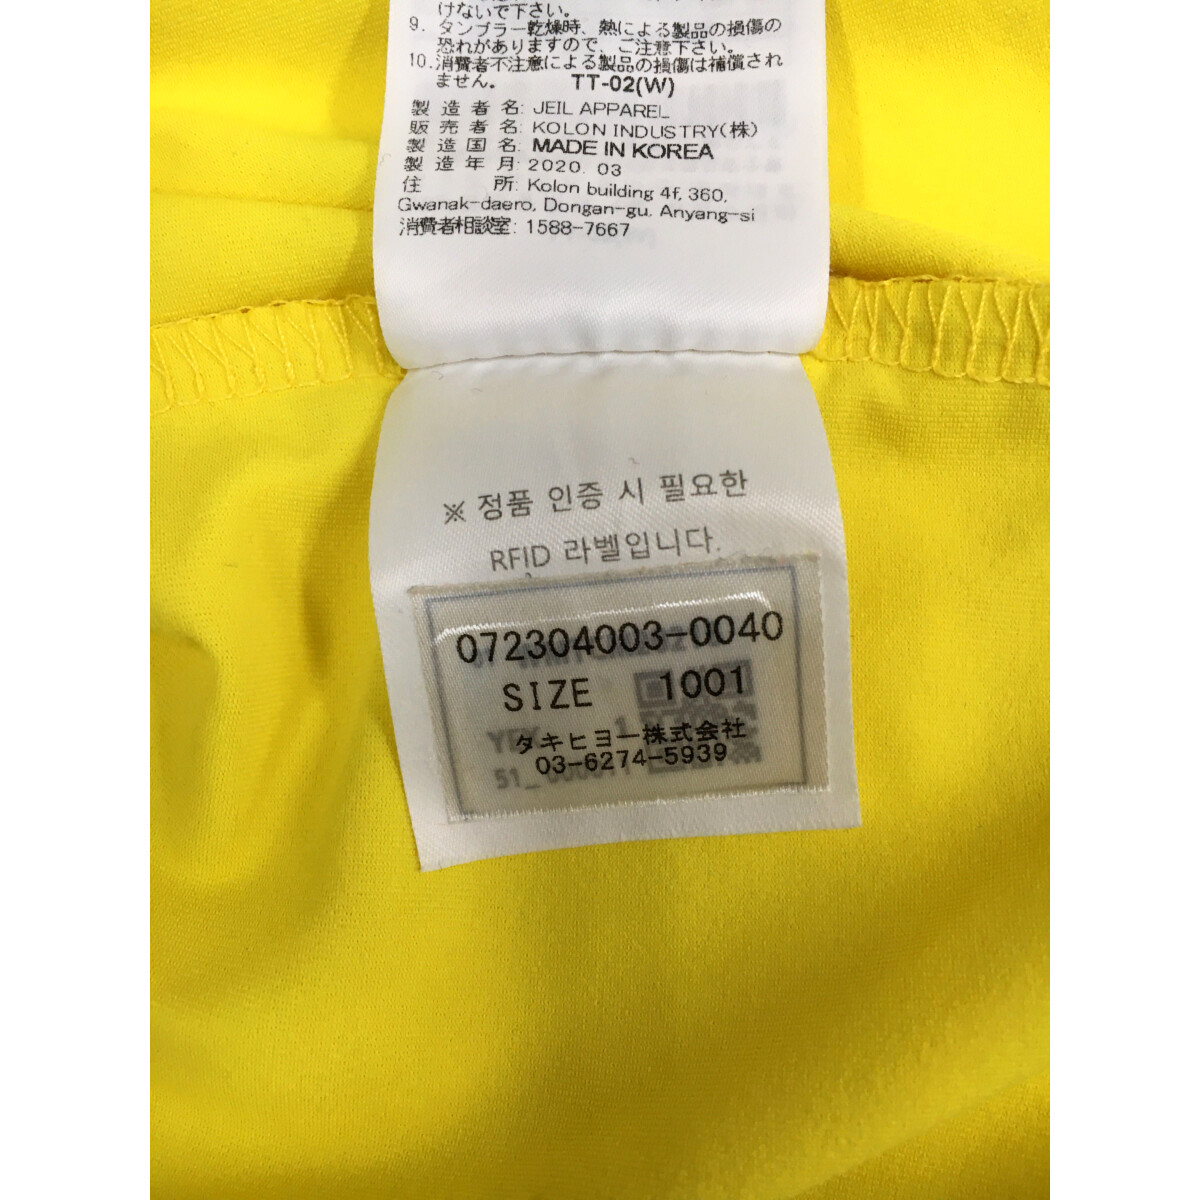 けないで下さい。
9. タンブラー乾燥時、熱による製品の損傷の
恐れがありますので、ご注意下さい。
10.消費者不注意による製品の損傷は補償され
ません。 TT-02(W)
製造者名: JEIL APPAREL
販売者名: KOLON INDUSTRY(株)
製造国名: MADE IN KOREA
製造年月: 2020. 03
住 所: Kolon building 4f, 360,
Gwanak-daero, Dongan-gu, Anyang-si
消費者相談室: 1588-7667
※ 정품 인증 시 필요한
RFID 라벨입니다.
072304003-0040
SIZE 1001
タキヒヨー株式会社
03-6274-5939